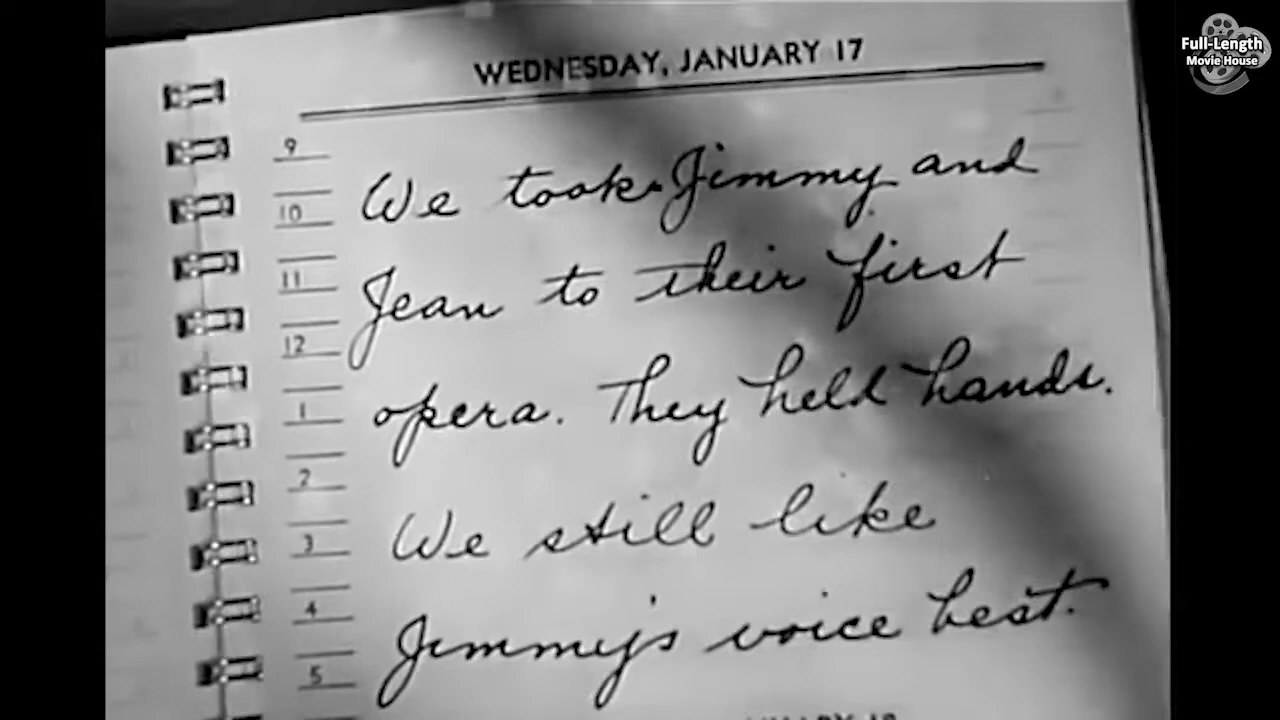 Full-Length
Movie House
WEDNESDAY, JANUARY 17
9
10
11
12
1
2
3
4
5
We took Jimmy and
Jean to their first
opera. They held hands.
We still like
Jimmy's voice best.